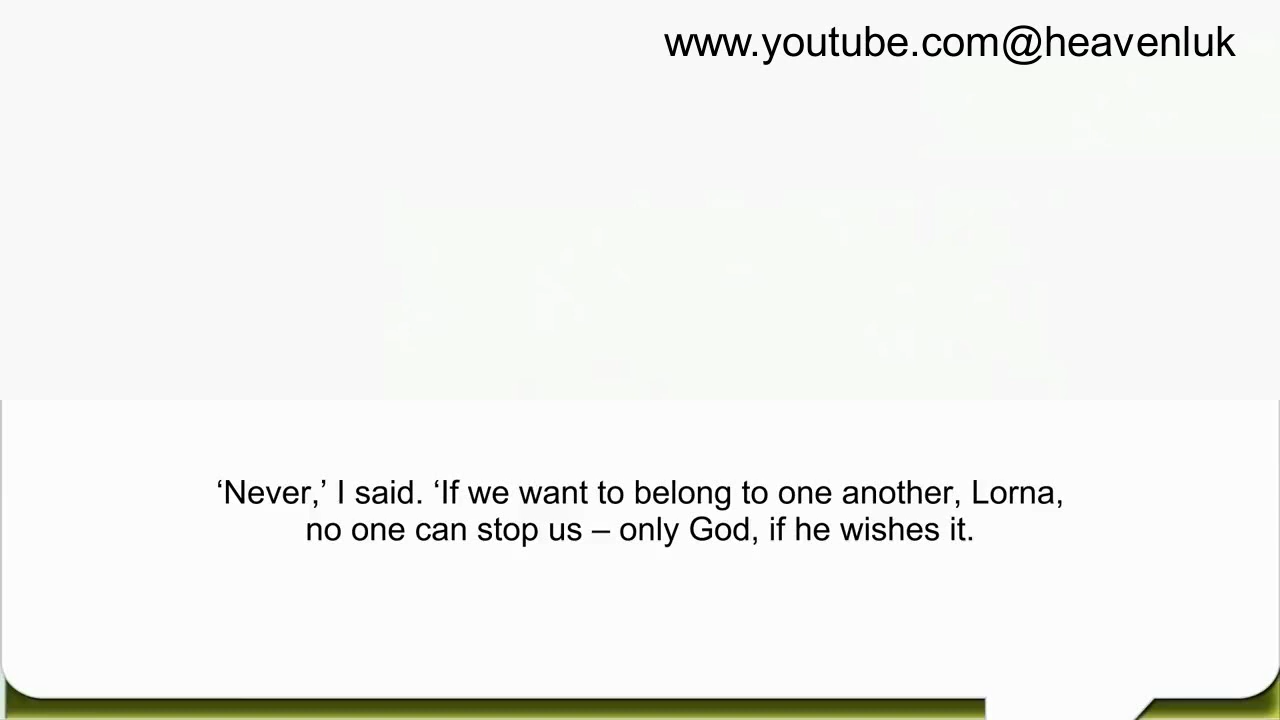 www.youtube.com@heavenluk
‘Never,’ I said. ‘If we want to belong to one another, Lorna,
no one can stop us – only God, if he wishes it.